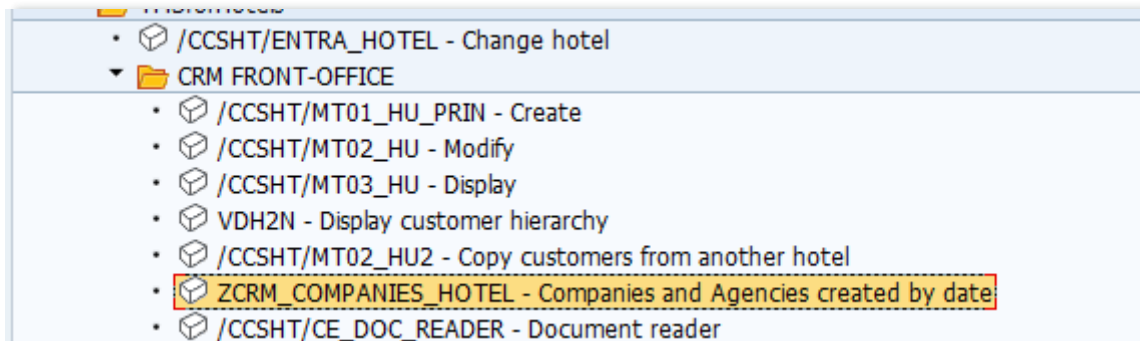 /CCSHT/ENTRA_HOTEL - Change hotel
CRM FRONT-OFFICE
/CCSHT/MT01_HU_PRIN - Create
/CCSHT/MT02_HU - Modify
/CCSHT/MT03_HU - Display
VDH2N - Display customer hierarchy
/CCSHT/MT02_HU2 - Copy customers from another hotel
ZCRM_COMPANIES_HOTEL - Companies and Agencies created by date
/CCSHT/CE_DOC_READER - Document reader